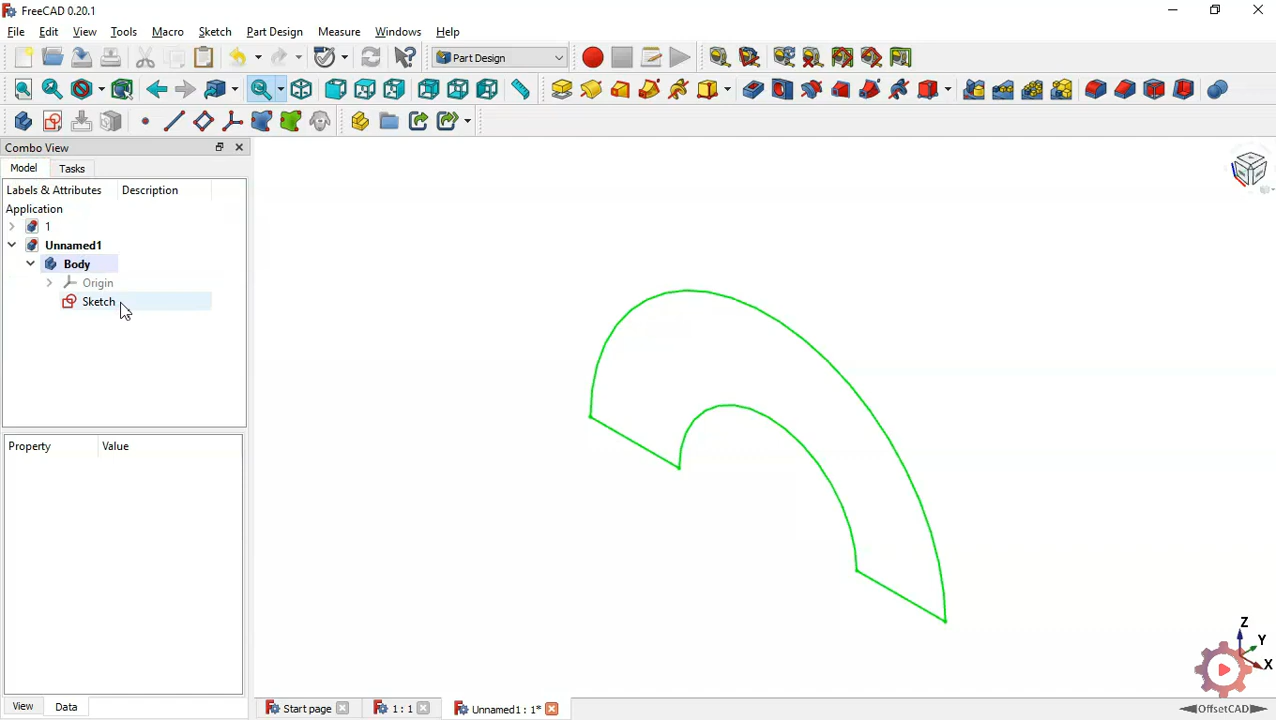 FreeCAD 0.20.1
File Edit View Tools Macro Sketch Part Design Measure Windows Help
Part Design
Combo View
Model Tasks
Labels & Attributes Description
Application
1
Unnamed1
Body
Origin
Sketch
Property Value
View Data
Start page 1 : 1 Unnamed1 : 1*
Z
Y
X
OffsetCAD